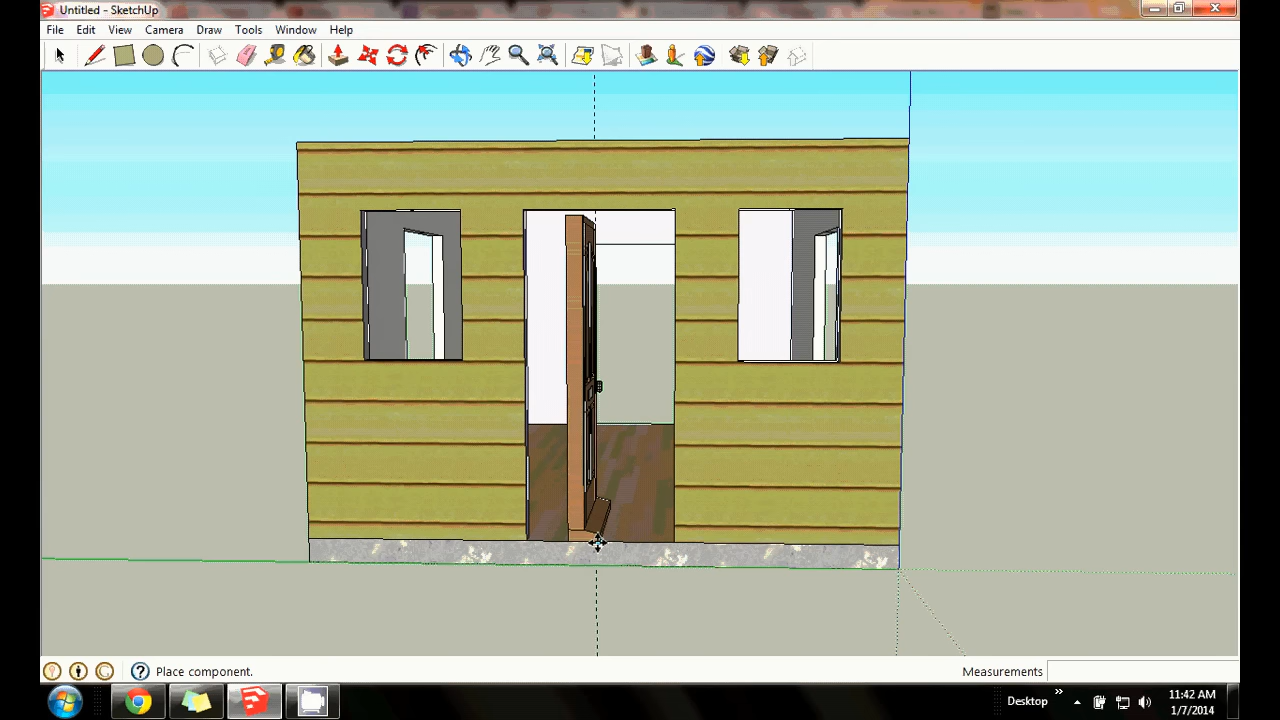 Untitled - SketchUp
File Edit View Camera Draw Tools Window Help
Place component.
Measurements
Desktop
11:42 AM
1/7/2014